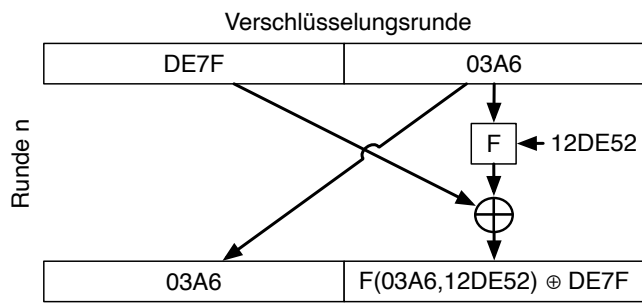 Verschlüsselungsrunde
DE7F 03A6
Runde n
F 12DE52
03A6 F(03A6,12DE52) ⊕ DE7F